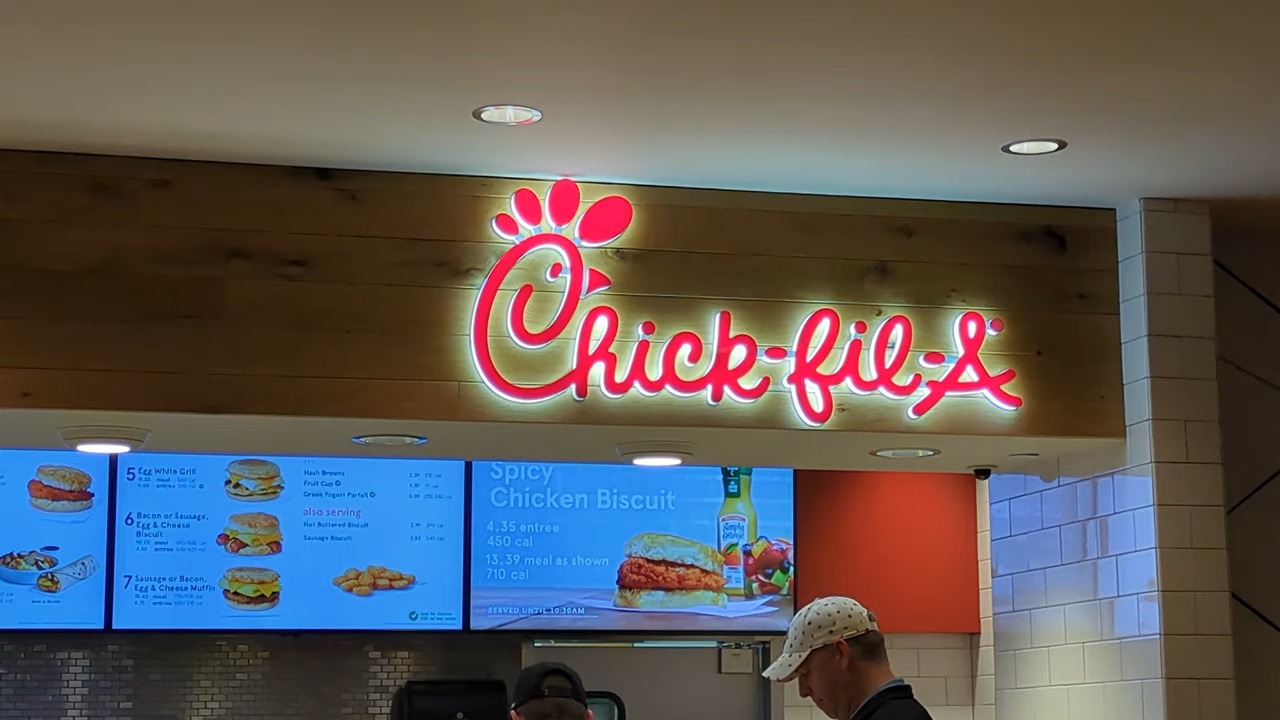 Chick-fil-A
5 Egg White Grill
6 Bacon or Sausage,
Egg & Cheese
Biscuit
7 Sausage or Bacon,
Egg & Cheese Muffin
Hash Browns
Fruit Cup
Greek Yogurt Parfait
also serving
Hot Buttered Biscuit
Sausage Biscuit
Spicy
Chicken Biscuit
4.35 entree
450 cal
13.39 meal as shown
710 cal
SERVED UNTIL 10:30AM
Simply
Orange